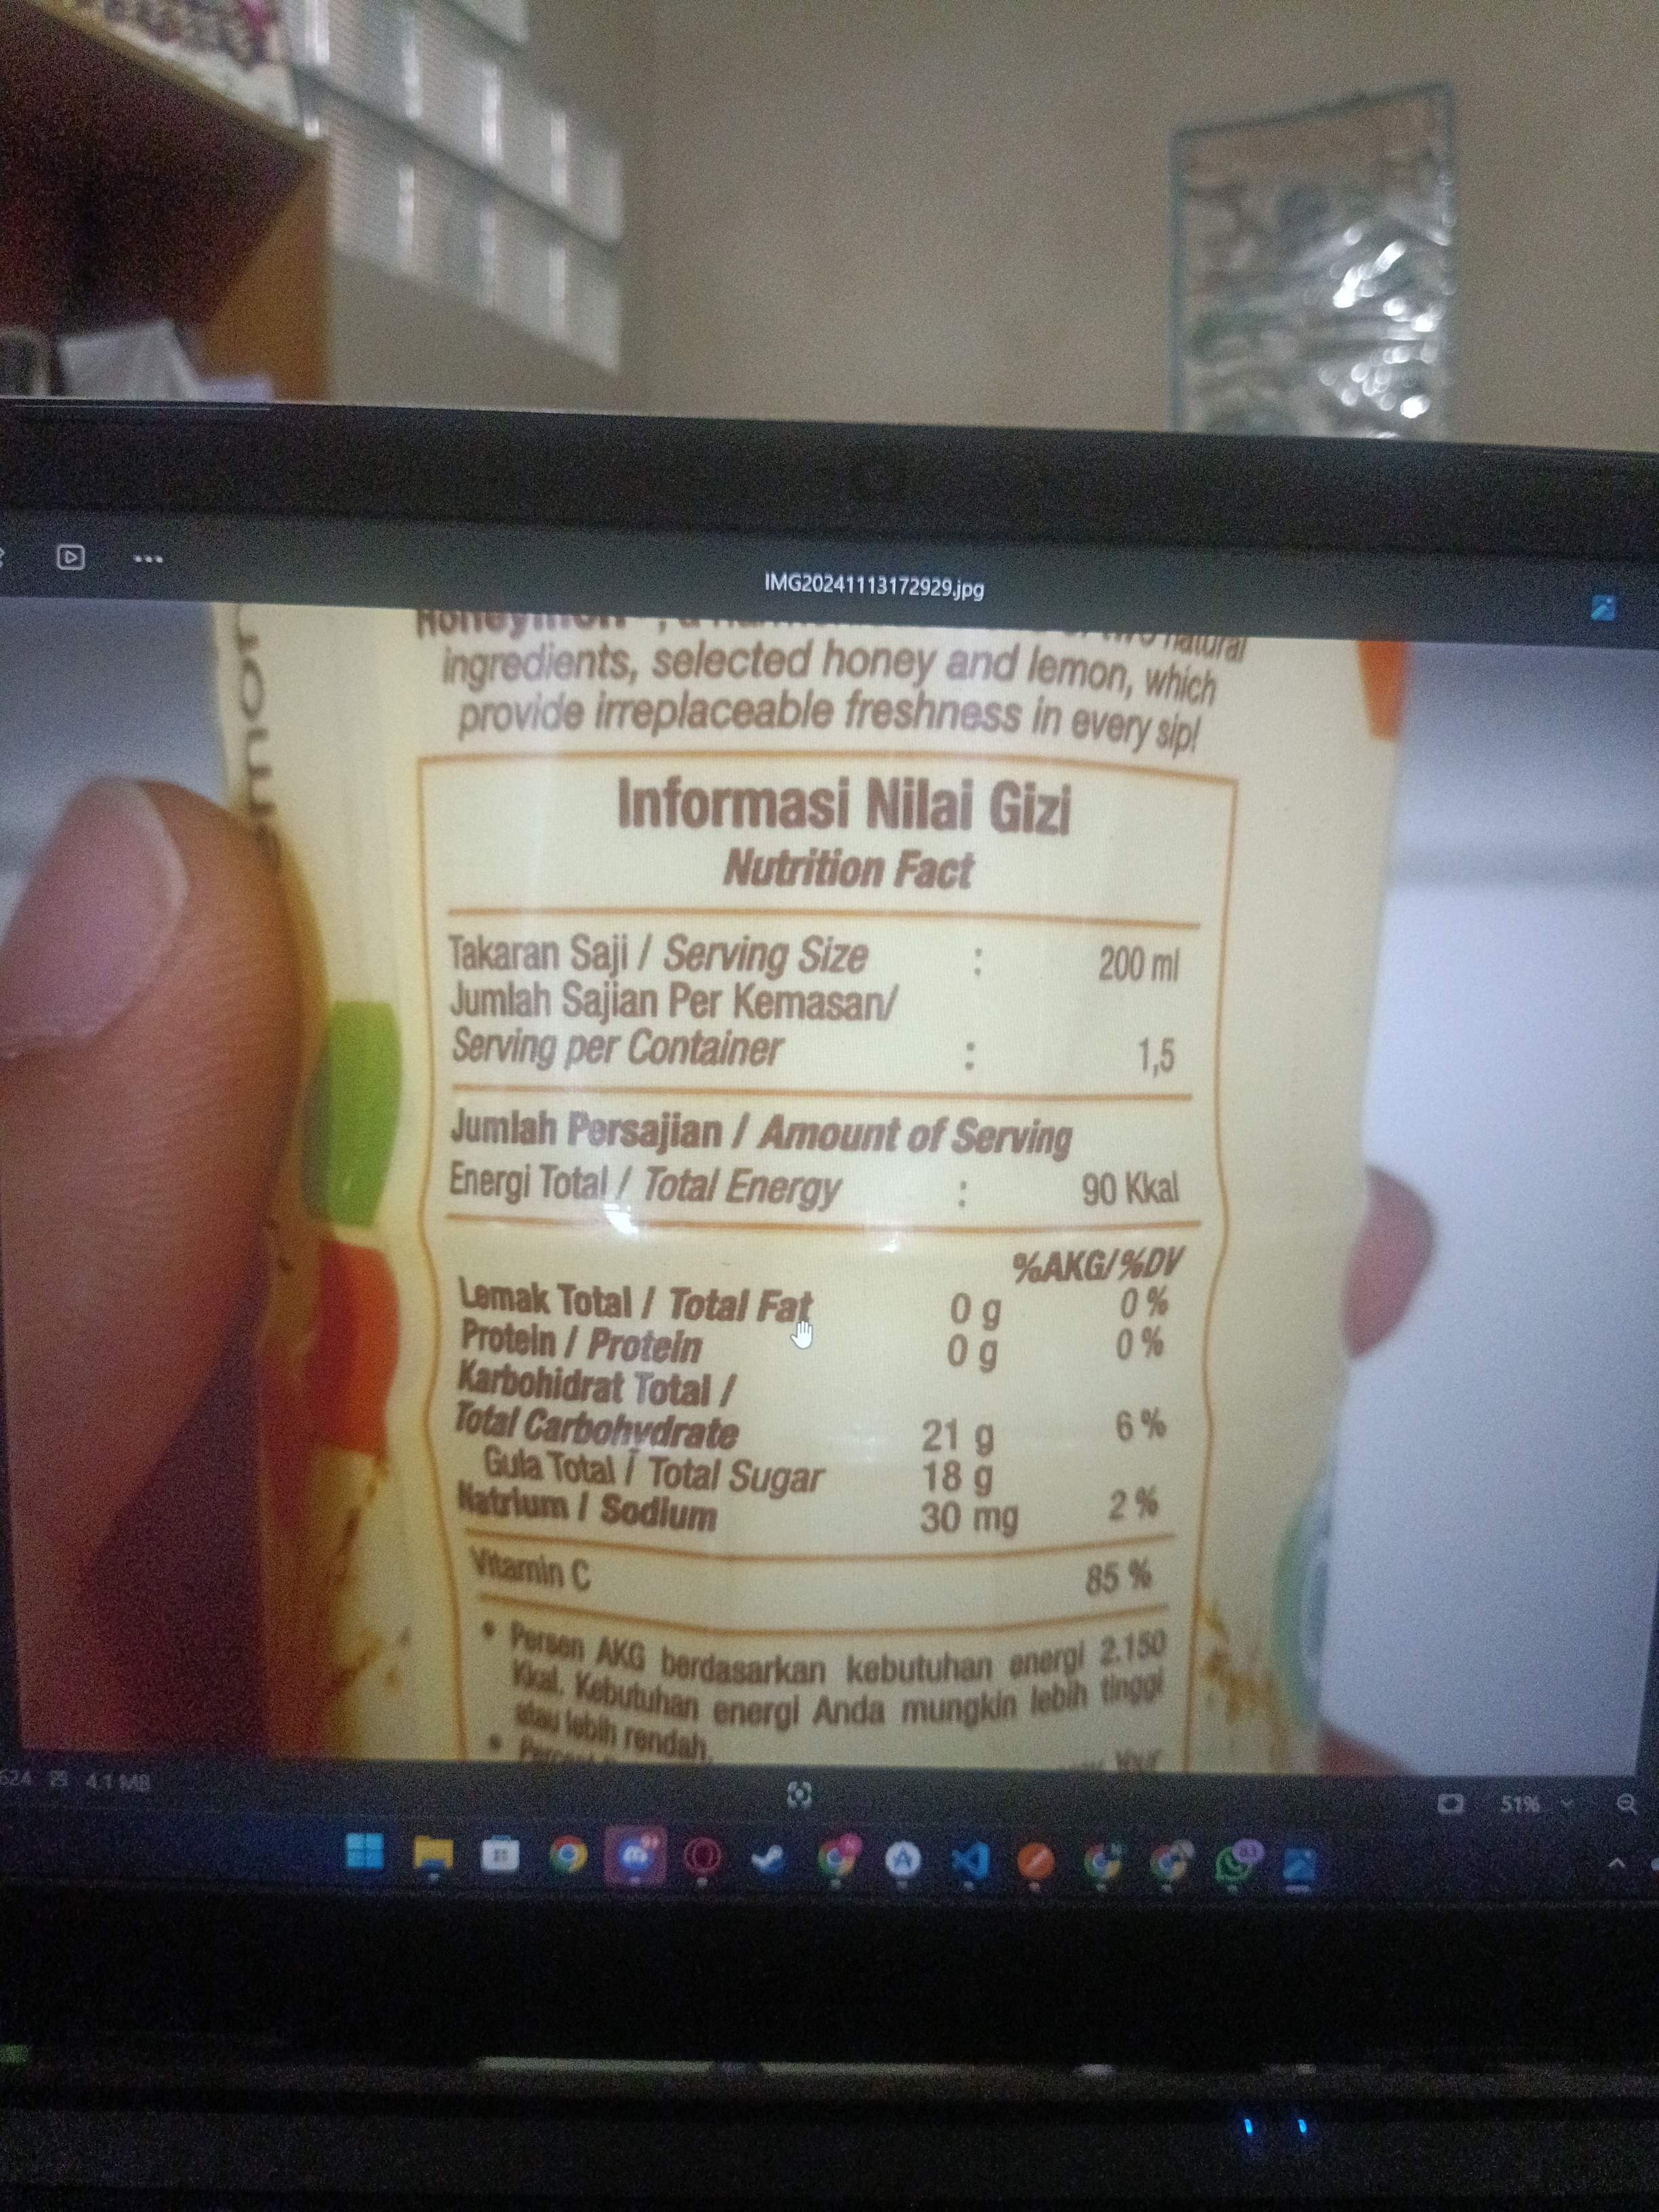 IMG20241113172929.jpg
natural
ingredients, selected honey and lemon, which
provide irreplaceable freshness in every sip!
Informasi Nilai Gizi
Nutrition Fact
Takaran Saji / Serving Size : 200 ml
Jumlah Sajian Per Kemasan/
Serving per Container : 1,5
Jumlah Persajian / Amount of Serving
Energi Total / Total Energy : 90 Kkal
%AKG/%DV
Lemak Total / Total Fat 0 g 0 %
Protein / Protein 0 g 0 %
Karbohidrat Total /
Total Carbohydrate 21 g 6 %
Gula Total / Total Sugar 18 g
Natrium / Sodium 30 mg 2 %
Vitamin C 85 %
• Persen AKG berdasarkan kebutuhan energi 2.150
Kkal. Kebutuhan energi Anda mungkin lebih tinggi
atau lebih rendah.
Your
4.1 MB
51%